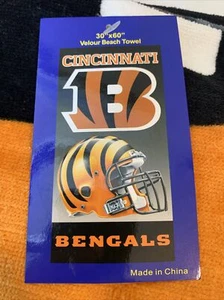 30"x60"
Velour Beach Towel
CINCINNATI
B
BENGALS
Made in China